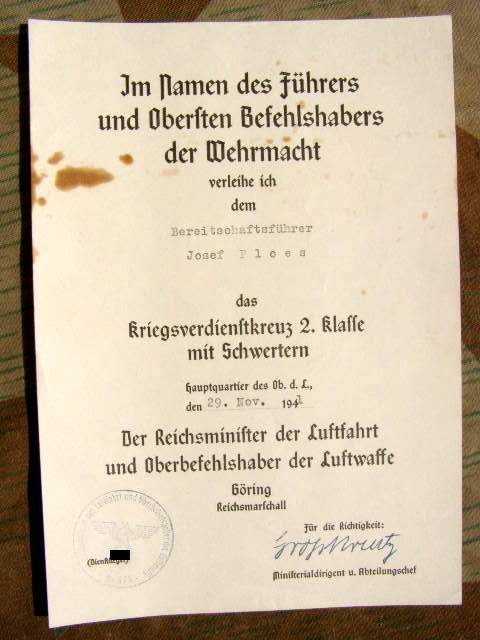 Im Namen des Führers
und Obersten Befehlshabers
der Wehrmacht
verleihe ich
dem
Bereitschaftsführer
Josef Ploes
das
Kriegsverdienstkreuz 2. Klasse
mit Schwertern
Hauptquartier des Ob. d. L.,
den 29. Nov. 1941
Der Reichsminister der Luftfahrt
und Oberbefehlshaber der Luftwaffe
Göring
Reichsmarschall
Für die Richtigkeit:
(Dienstsiegel)
Ministerialdirigent u. Abteilungschef